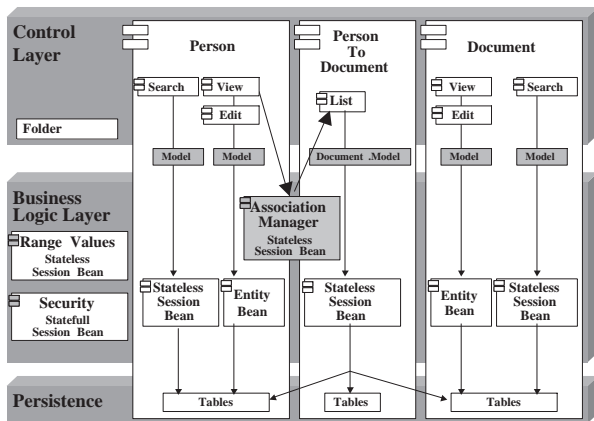 Control
Layer
Person
Person
To
Document
Document
Search
View
Edit
List
View
Edit
Search
Folder
Model
Model
Document .Model
Model
Model
Business
Logic Layer
Association
Manager
Stateless
Session Bean
Range Values
Stateless
Session Bean
Security
Statefull
Session Bean
Stateless
Session
Bean
Entity
Bean
Stateless
Session
Bean
Entity
Bean
Stateless
Session
Bean
Persistence
Tables
Tables
Tables